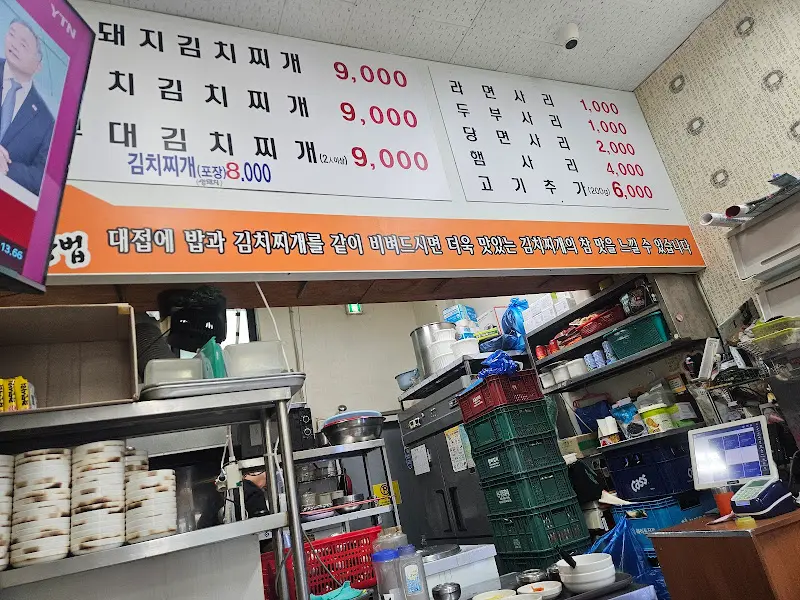 YTN
돼지김치찌개 9,000
치김치찌개 9,000
대김치찌개(2人이상) 9,000
김치찌개(포장) 8,000
라면사리 1,000
두부사리 1,000
당면사리 2,000
햄사리 4,000
고기추가(200g) 6,000
법 대접에 밥과 김치찌개를 같이 비벼드시면 더욱 맛있는 김치찌개의 참 맛을 느낄 수 있습니다
13.66
cass